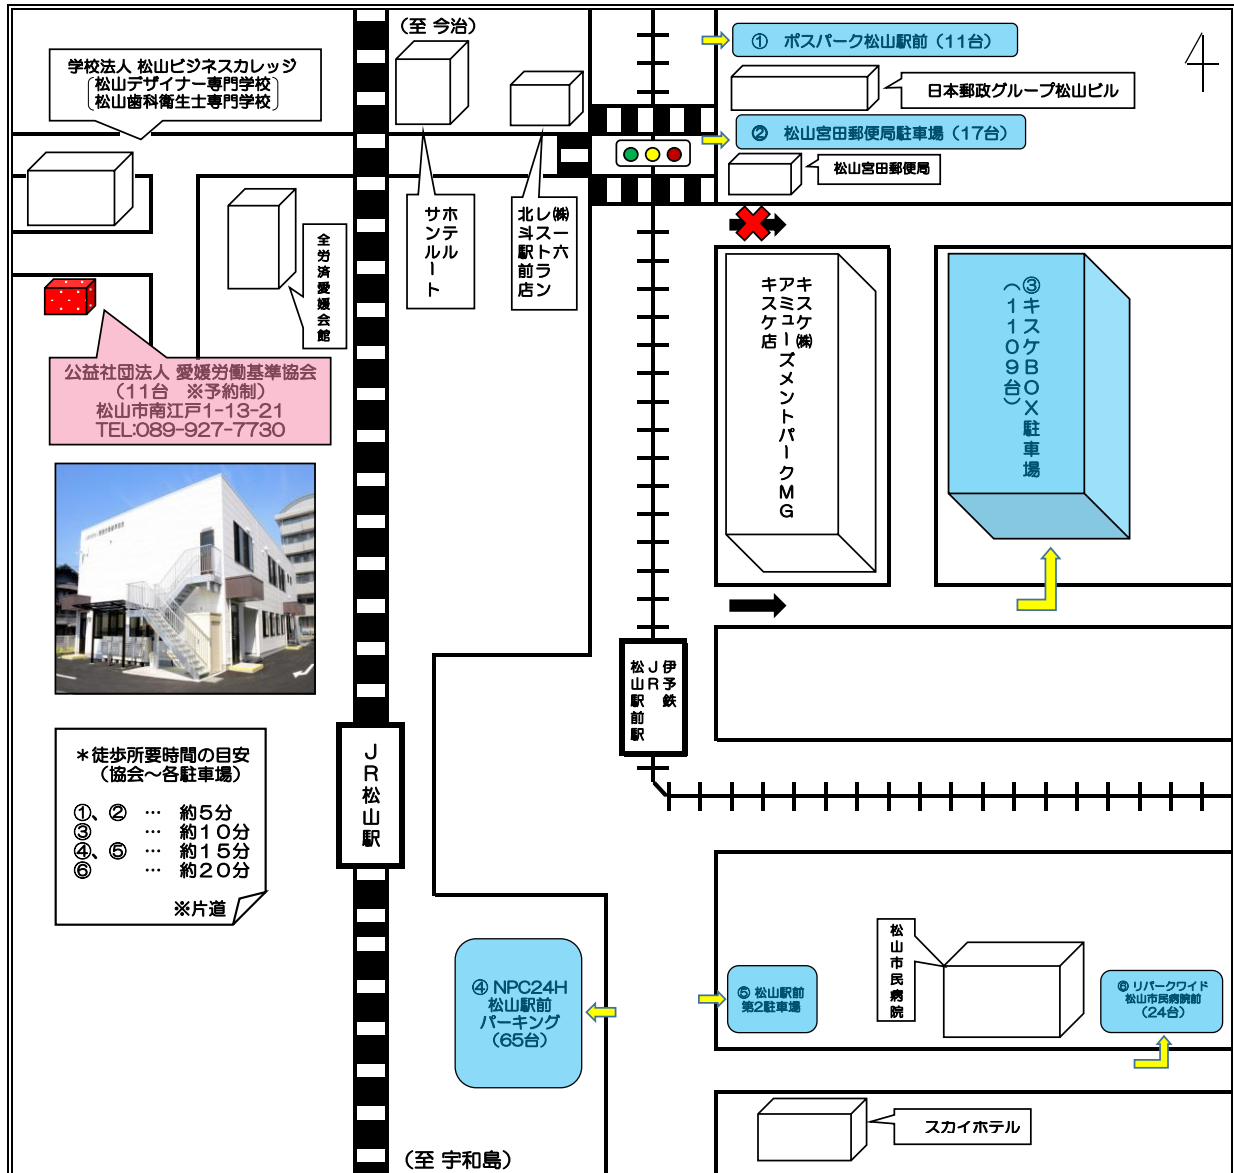 (至 今治)
① ポスパーク松山駅前(11台)
学校法人 松山ビジネスカレッジ
松山デザイナー専門学校
松山歯科衛生士専門学校
日本郵政グループ松山ビル
② 松山宮田郵便局駐車場(17台)
松山宮田郵便局
ホテル
サンルート
㈱一六
レストラン
北斗駅前店
全労済愛媛会館
キスケ㈱
アミューズメントパークMG
キスケ店
③キスケBOX駐車場
(1109台)
公益社団法人 愛媛労働基準協会
(11台 ※予約制)
松山市南江戸1-13-21
TEL:089-927-7730
伊予鉄
JR
松山駅前駅
JR松山駅
*徒歩所要時間の目安
(協会~各駐車場)
①、② … 約5分
③ … 約10分
④、⑤ … 約15分
⑥ … 約20分
※片道
④ NPC24H
松山駅前
パーキング
(65台)
⑤ 松山駅前
第2駐車場
松山市民病院
⑥ リパークワイド
松山市民病院前
(24台)
スカイホテル
(至 宇和島)